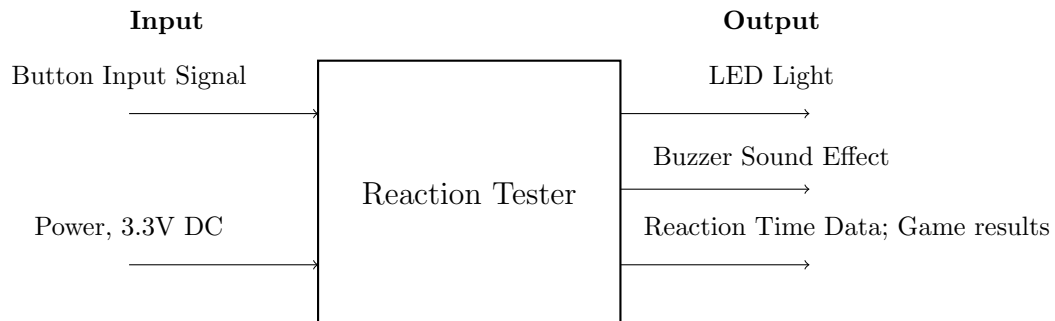 Input
Output
Button Input Signal
LED Light
Buzzer Sound Effect
Reaction Tester
Power, 3.3V DC
Reaction Time Data; Game results